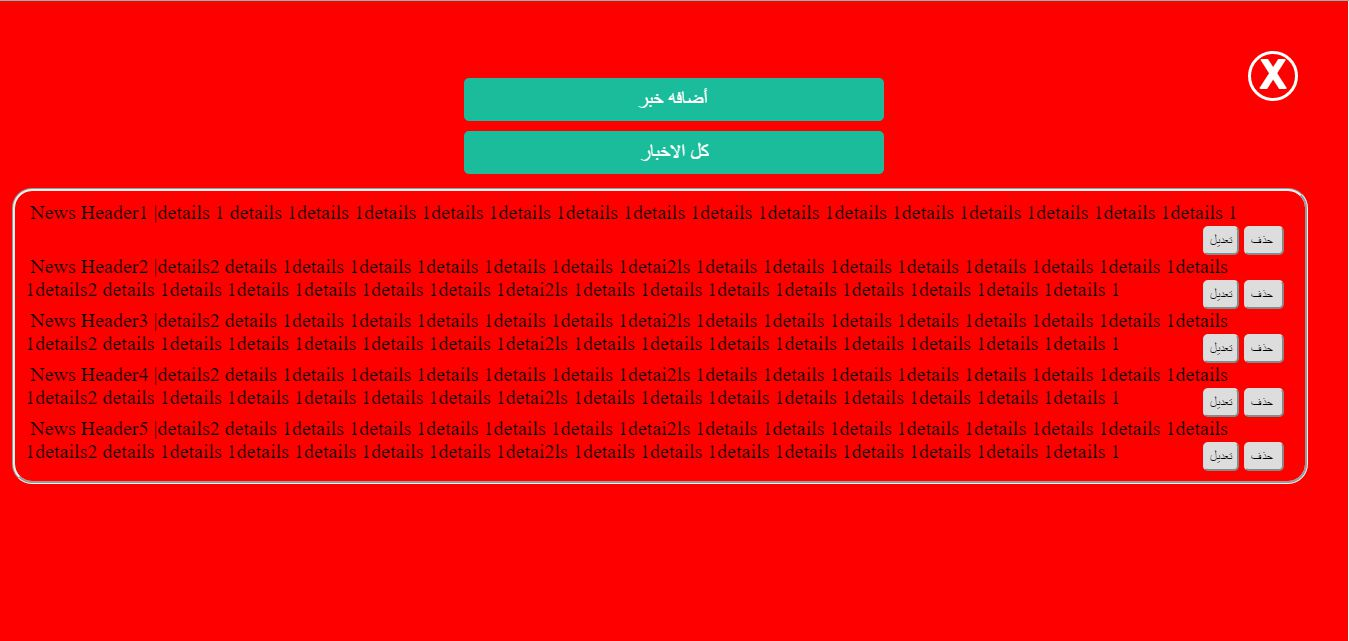 X
أضافه خبر
كل الاخبار
News Header1 |details 1 details 1details 1details 1details 1details 1details 1details 1details 1details 1details 1details 1details 1details 1details 1details 1
تعديل حذف
News Header2 |details2 details 1details 1details 1details 1details 1details 1detai2ls 1details 1details 1details 1details 1details 1details 1details 1details
1details2 details 1details 1details 1details 1details 1details 1detai2ls 1details 1details 1details 1details 1details 1details 1details 1details 1 تعديل حذف
News Header3 |details2 details 1details 1details 1details 1details 1details 1detai2ls 1details 1details 1details 1details 1details 1details 1details 1details
1details2 details 1details 1details 1details 1details 1details 1detai2ls 1details 1details 1details 1details 1details 1details 1details 1details 1 تعديل حذف
News Header4 |details2 details 1details 1details 1details 1details 1details 1detai2ls 1details 1details 1details 1details 1details 1details 1details 1details
1details2 details 1details 1details 1details 1details 1details 1detai2ls 1details 1details 1details 1details 1details 1details 1details 1details 1 تعديل حذف
News Header5 |details2 details 1details 1details 1details 1details 1details 1detai2ls 1details 1details 1details 1details 1details 1details 1details 1details
1details2 details 1details 1details 1details 1details 1details 1detai2ls 1details 1details 1details 1details 1details 1details 1details 1details 1 تعديل حذف